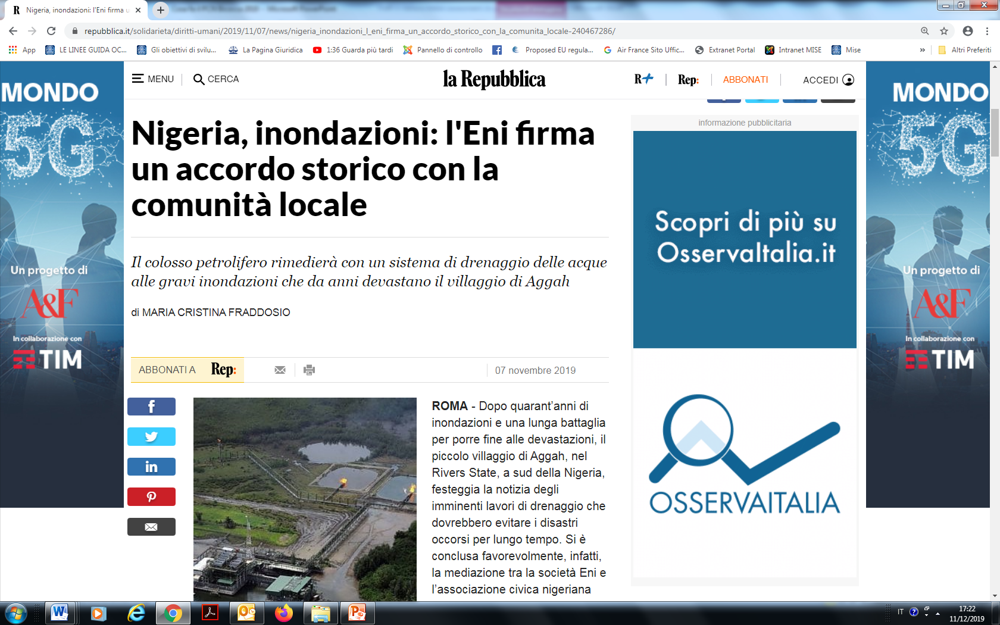 Nigeria, inondazioni: l'Eni firma u
repubblica.it/solidarieta/diritti-umani/2019/11/07/news/nigeria_inondazioni_l_eni_firma_un_accordo_storico_con_la_comunita_locale-240467286/
App LE LINEE GUIDA OC... Gli obiettivi di svilu... La Pagina Giuridica 1:36 Guarda più tardi Pannello di controllo Proposed EU regula... Air France Sito Uffic... Extranet Portal Intranet MISE Mise » Altri Preferiti
MENU CERCA la Repubblica R+ Rep: ABBONATI ACCEDI
MONDO
5G
Un progetto di
A&F
In collaborazione con
TIM
Nigeria, inondazioni: l'Eni firma
un accordo storico con la
comunità locale
Il colosso petrolifero rimedierà con un sistema di drenaggio delle acque
alle gravi inondazioni che da anni devastano il villaggio di Aggah
di MARIA CRISTINA FRADDOSIO
ABBONATI A Rep: 07 novembre 2019
ROMA - Dopo quarant’anni di
inondazioni e una lunga battaglia
per porre fine alle devastazioni, il
piccolo villaggio di Aggah, nel
Rivers State, a sud della Nigeria,
festeggia la notizia degli
imminenti lavori di drenaggio che
dovrebbero evitare i disastri
occorsi per lungo tempo. Si è
conclusa favorevolmente, infatti,
la mediazione tra la società Eni e
l’associazione civica nigeriana
informazione pubblicitaria
Scopri di più su
OsservaItalia.it
OSSERVAITALIA
MONDO
5G
Un progetto di
A&F
In collaborazione con
TIM
IT 17:22
11/12/2019